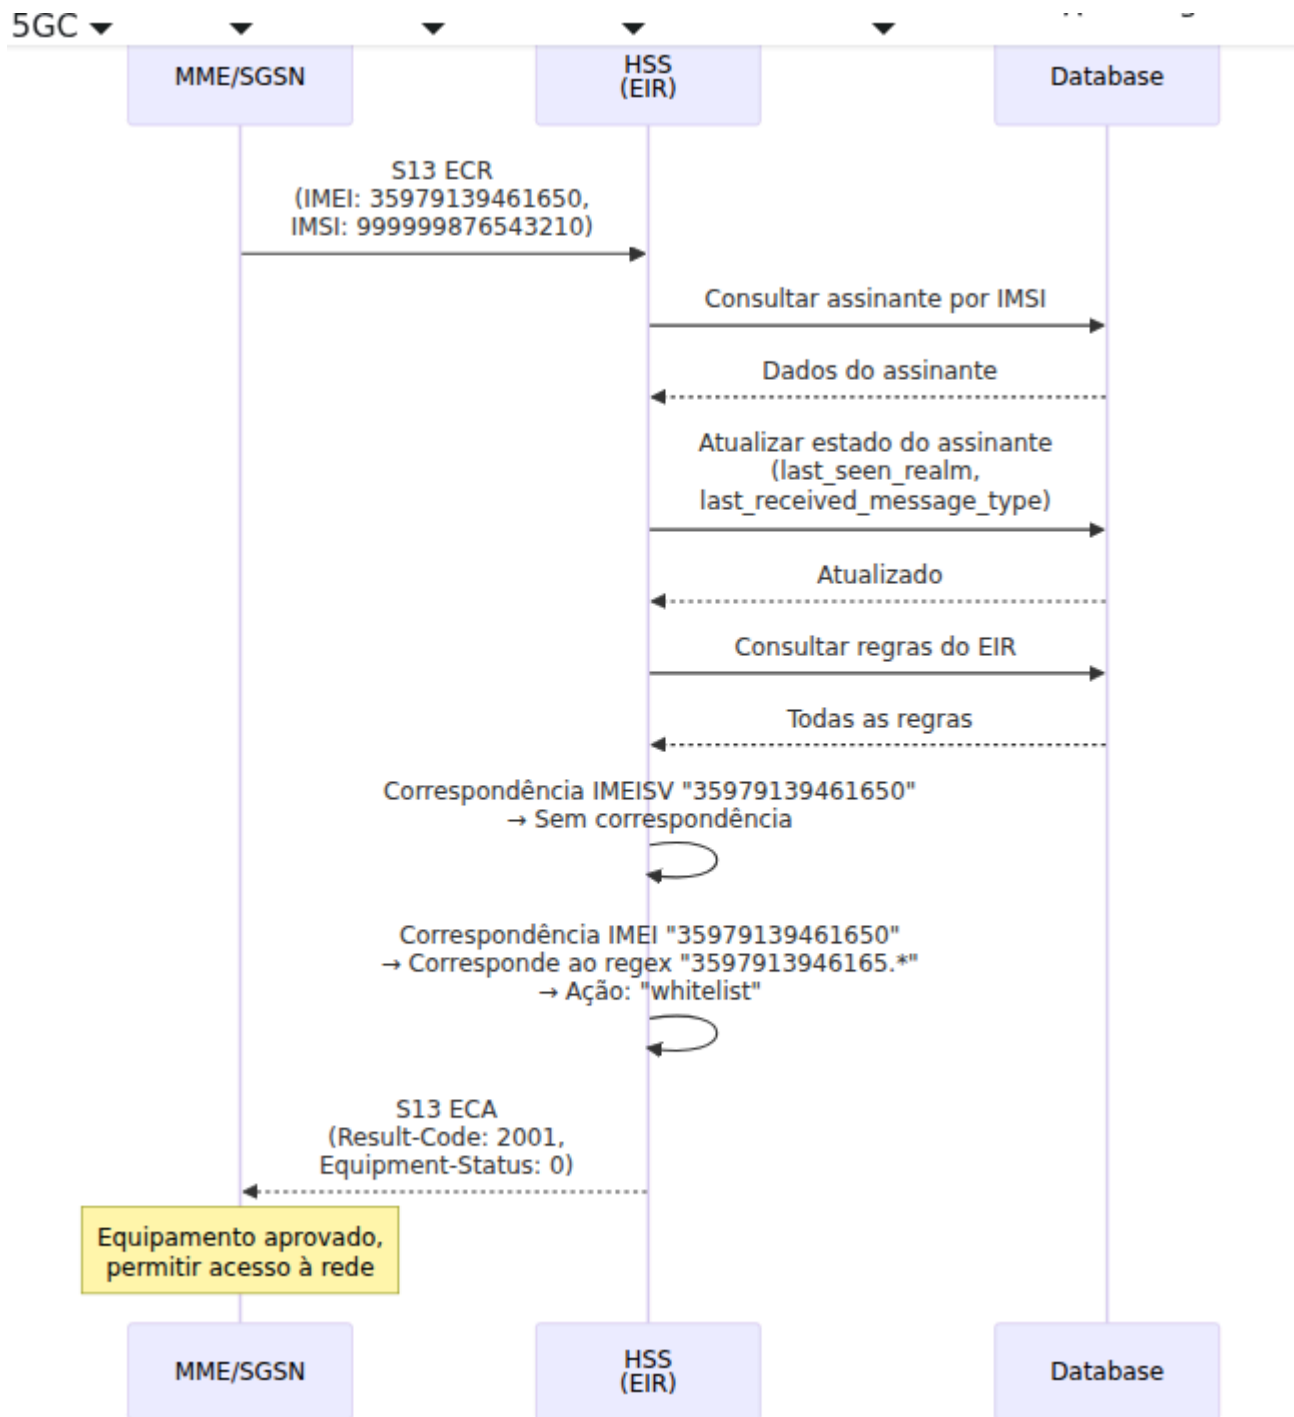 5GC
MME/SGSN
HSS
(EIR)
Database
S13 ECR
(IMEI: 35979139461650,
IMSI: 999999876543210)
Consultar assinante por IMSI
Dados do assinante
Atualizar estado do assinante
(last_seen_realm,
last_received_message_type)
Atualizado
Consultar regras do EIR
Todas as regras
Correspondência IMEISV "35979139461650"
→ Sem correspondência
Correspondência IMEI "35979139461650"
→ Corresponde ao regex "3597913946165.*"
→ Ação: "whitelist"
S13 ECA
(Result-Code: 2001,
Equipment-Status: 0)
Equipamento aprovado,
permitir acesso à rede
MME/SGSN
HSS
(EIR)
Database